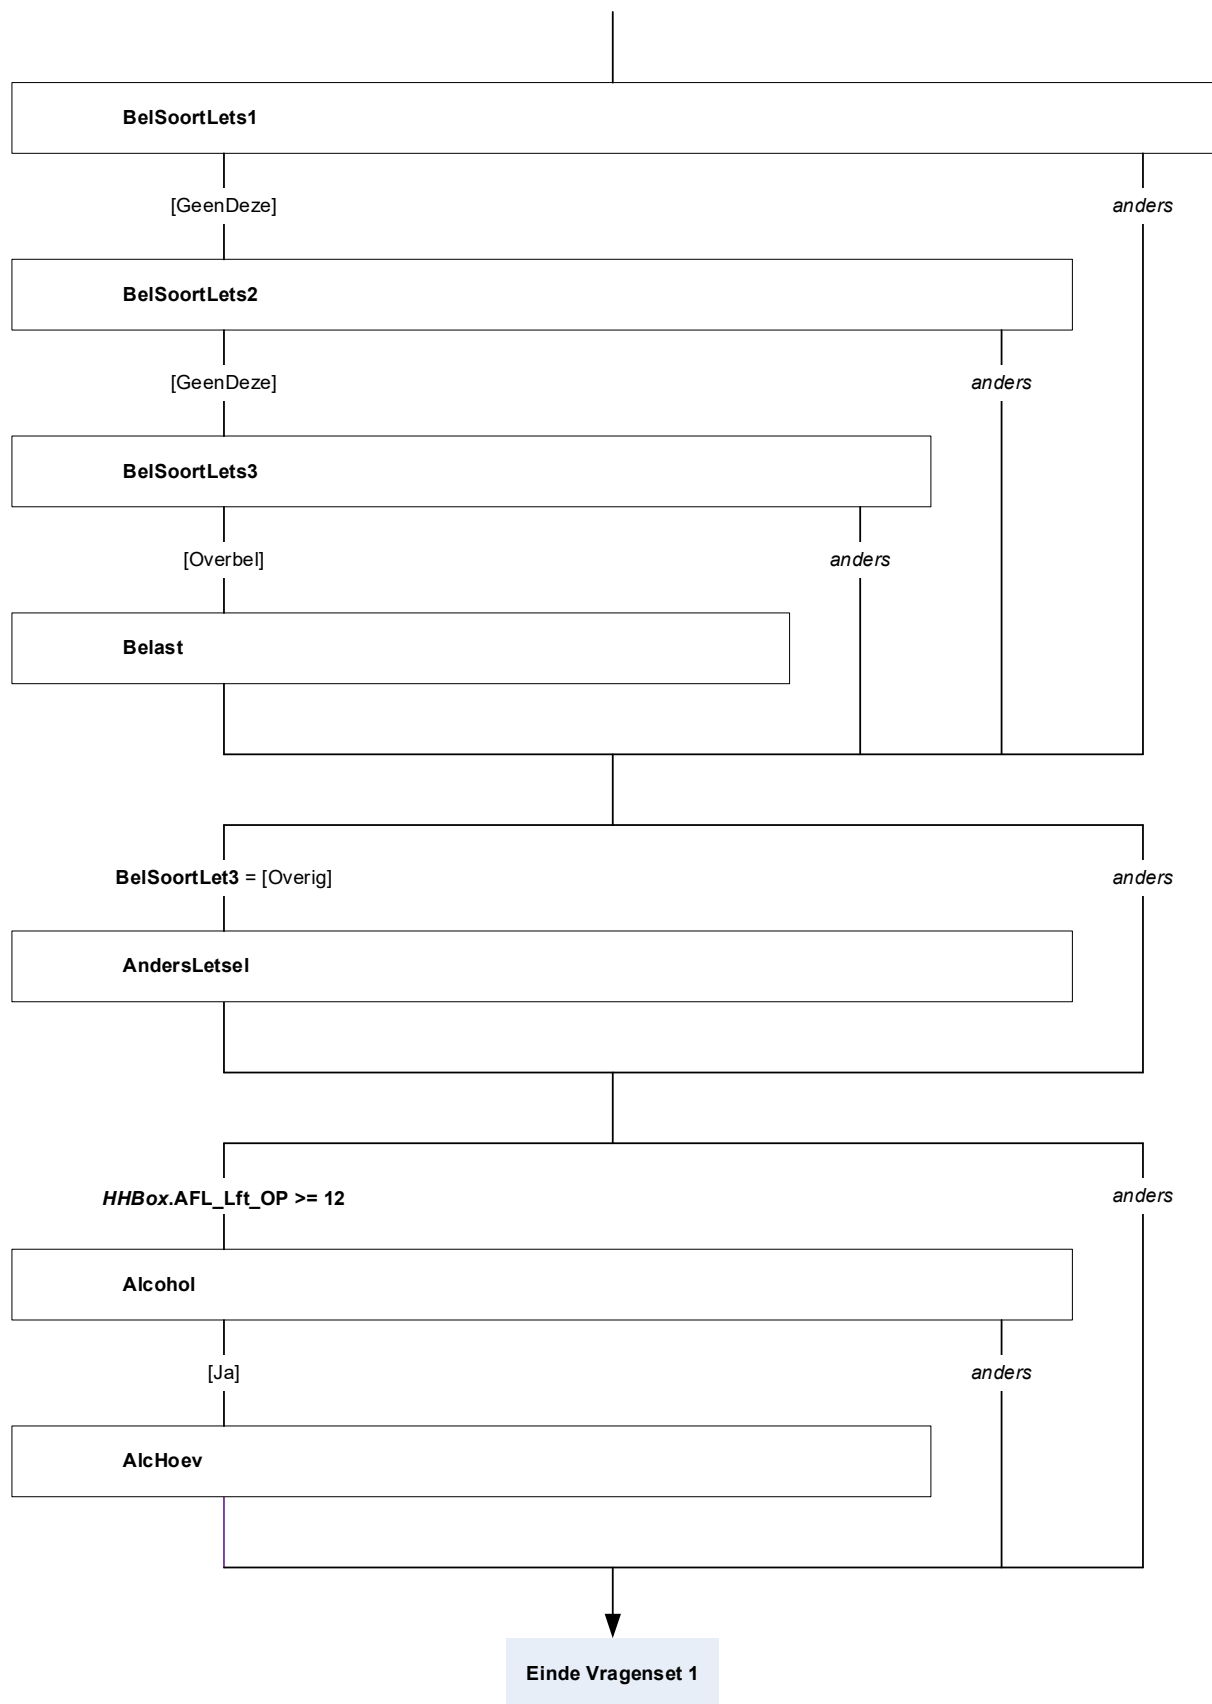 BelSoortLets1
[GeenDeze] anders
BelSoortLets2
[GeenDeze] anders
BelSoortLets3
[Overbel] anders
Belast
BelSoortLet3 = [Overig] anders
AndersLetsel
HHBox.AFL_Lft_OP >= 12 anders
Alcohol
[Ja] anders
AlcHoev
Einde Vragenset 1